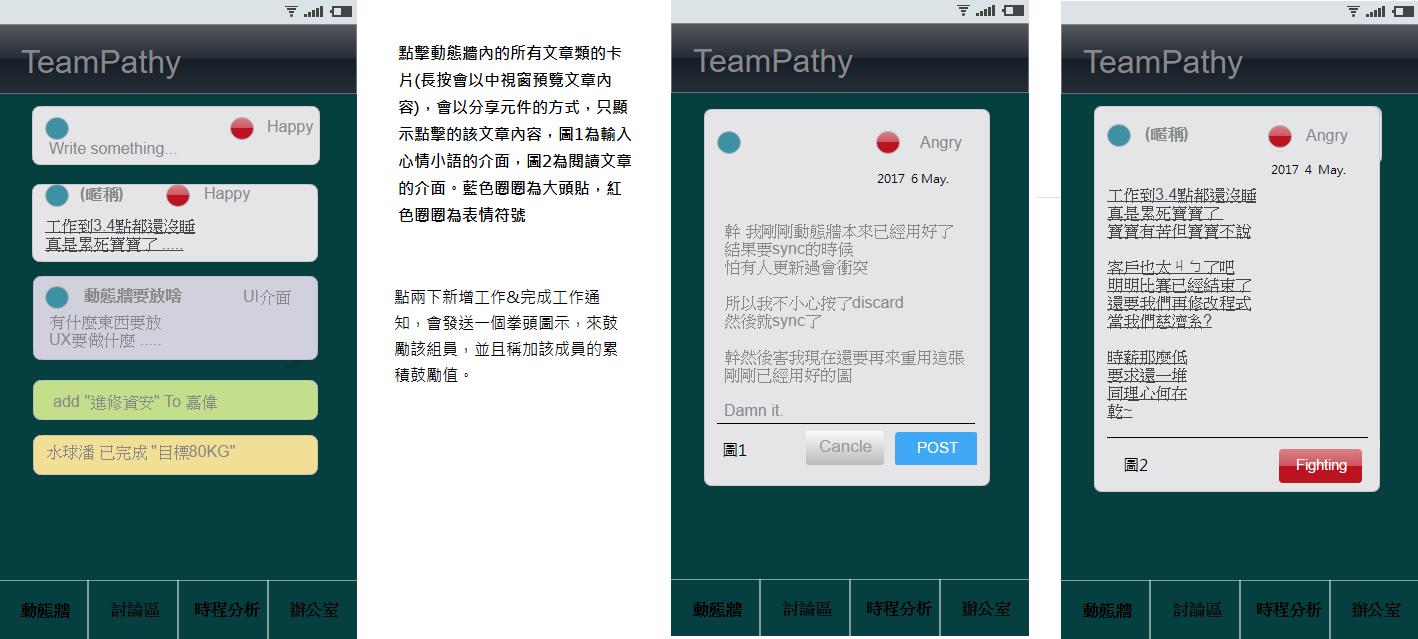 TeamPathy
Happy
Write something...
(暱稱)
Happy
工作到3.4點都還沒睡
真是累死寶寶了 .....
動態牆要放啥
UI介面
有什麼東西要放
UX要做什麼 .....
add "進修資安" To 嘉偉
水球潘 已完成 "目標80KG"
動態牆
討論區
時程分析
辦公室
點擊動態牆內的所有文章類的卡
片(長按會以中視窗預覽文章內
容)，會以分享元件的方式，只顯
示點擊的該文章內容，圖1為輸入
心情小語的介面，圖2為閱讀文章
的介面。藍色圈圈為大頭貼，紅
色圈圈為表情符號
點兩下新增工作&完成工作通
知，會發送一個拳頭圖示，來鼓
勵該組員，並且稱加該成員的累
積鼓勵值。
TeamPathy
Angry
2017 6 May.
幹 我剛剛動態牆本來已經用好了
結果要sync的時候
怕有人更新過會衝突
所以我不小心按了discard
然後就sync了
幹然後害我現在還要再來重用這張
剛剛已經用好的圖
Damn it.
圖1
Cancle
POST
動態牆
討論區
時程分析
辦公室
TeamPathy
(暱稱)
Angry
2017 4 May.
工作到3.4點都還沒睡
真是累死寶寶了
寶寶有苦但寶寶不說
客戶也太ㄐㄅ了吧
明明比賽已經結束了
還要我們再修改程式
當我們慈濟系?
時薪那麼低
要求還一堆
同理心何在
乾~
圖2
Fighting
動態牆
討論區
時程分析
辦公室